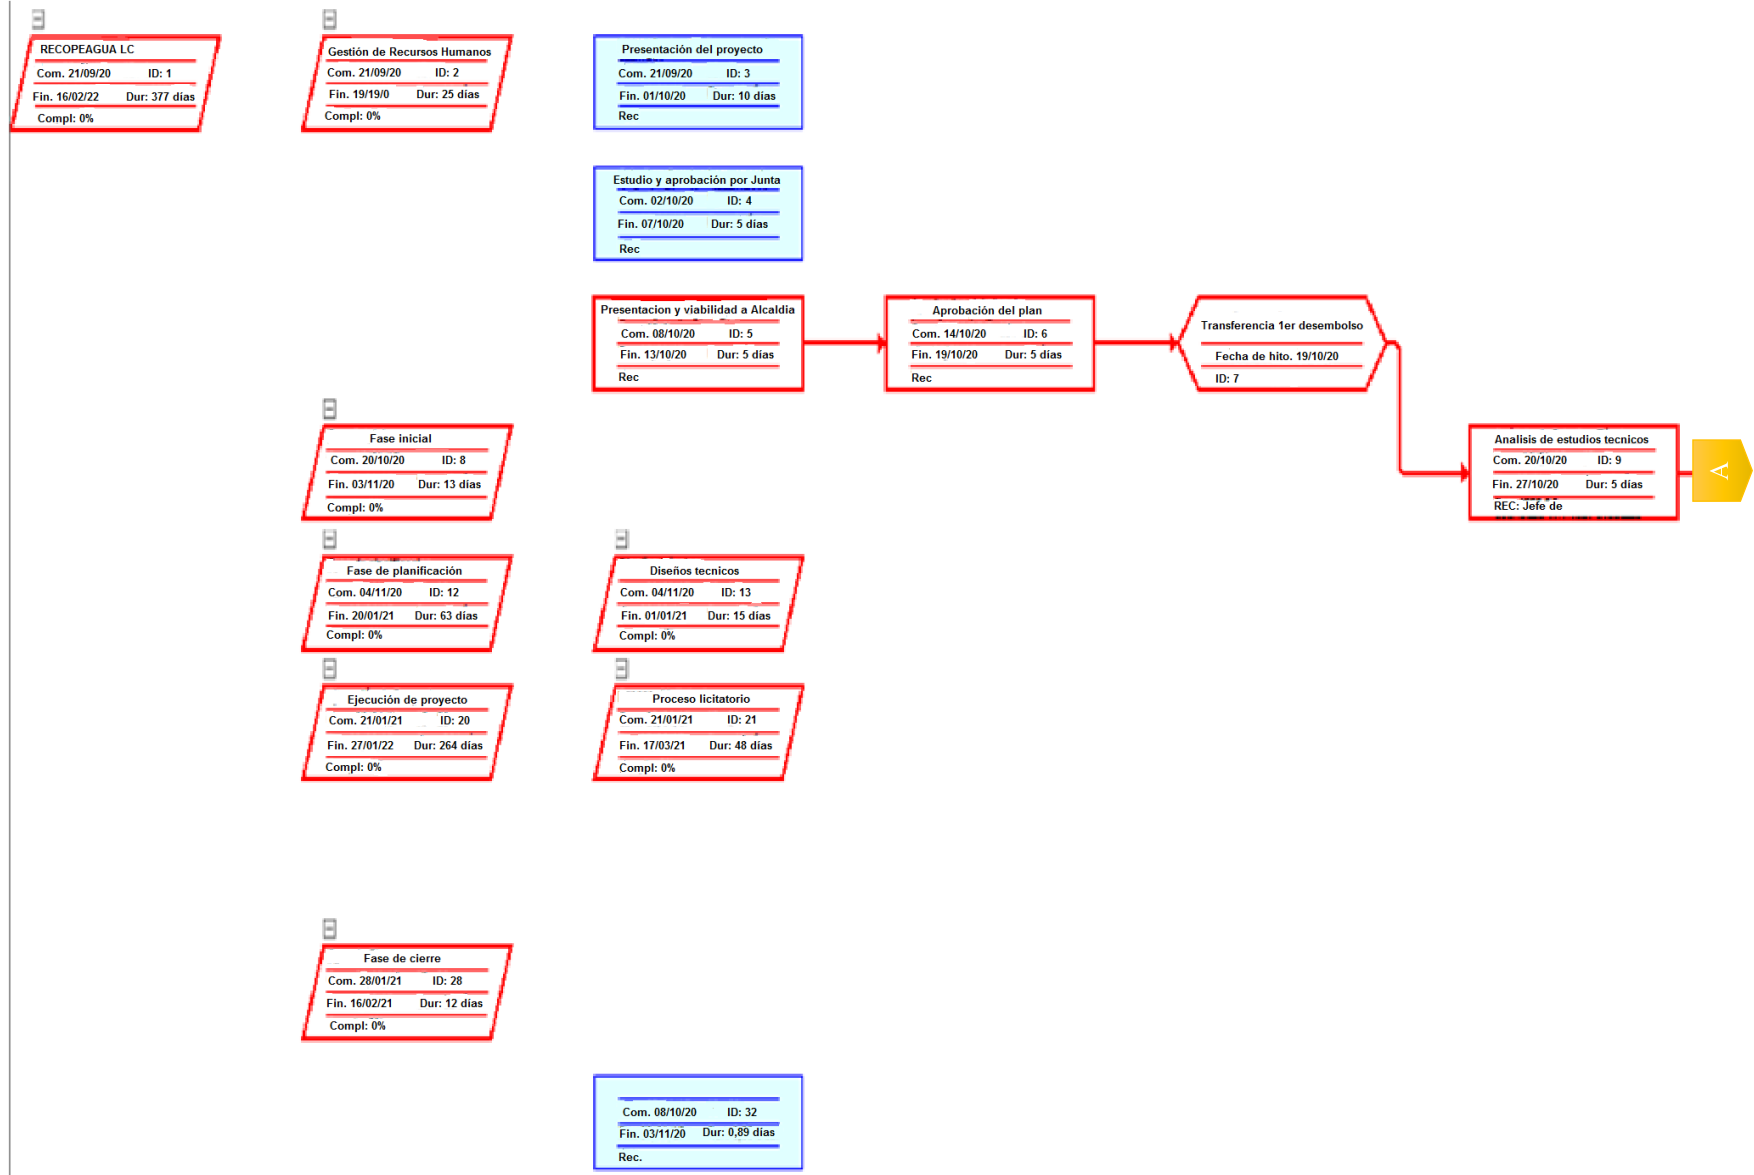 RECOPEAGUA LC
Com. 21/09/20 ID: 1
Fin. 16/02/22 Dur: 377 días
Compl: 0%
Gestión de Recursos Humanos
Com. 21/09/20 ID: 2
Fin. 19/19/0 Dur: 25 días
Compl: 0%
Presentación del proyecto
Com. 21/09/20 ID: 3
Fin. 01/10/20 Dur: 10 días
Rec
Estudio y aprobación por Junta
Com. 02/10/20 ID: 4
Fin. 07/10/20 Dur: 5 días
Rec
Presentacion y viabilidad a Alcaldia
Com. 08/10/20 ID: 5
Fin. 13/10/20 Dur: 5 días
Rec
Aprobación del plan
Com. 14/10/20 ID: 6
Fin. 19/10/20 Dur: 5 días
Rec
Transferencia 1er desembolso
Fecha de hito. 19/10/20
ID: 7
Fase inicial
Com. 20/10/20 ID: 8
Fin. 03/11/20 Dur: 13 días
Compl: 0%
Analisis de estudios tecnicos
Com. 20/10/20 ID: 9
Fin. 27/10/20 Dur: 5 días
REC: Jefe de
A
Fase de planificación
Com. 04/11/20 ID: 12
Fin. 20/01/21 Dur: 63 días
Compl: 0%
Diseños tecnicos
Com. 04/11/20 ID: 13
Fin. 01/01/21 Dur: 15 días
Compl: 0%
Ejecución de proyecto
Com. 21/01/21 ID: 20
Fin. 27/01/22 Dur: 264 días
Compl: 0%
Proceso licitatorio
Com. 21/01/21 ID: 21
Fin. 17/03/21 Dur: 48 días
Compl: 0%
Fase de cierre
Com. 28/01/21 ID: 28
Fin. 16/02/21 Dur: 12 días
Compl: 0%
Com. 08/10/20 ID: 32
Fin. 03/11/20 Dur: 0,89 días
Rec.